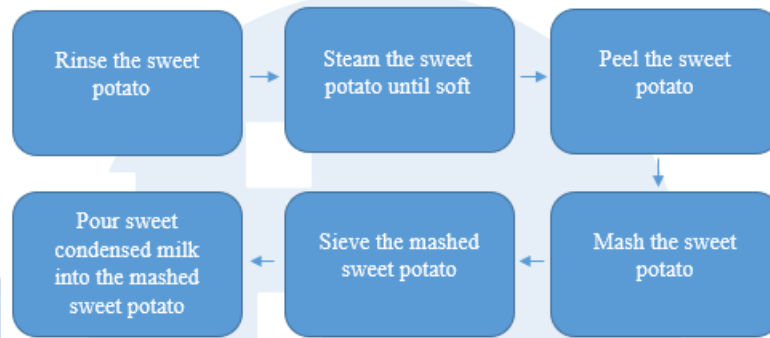 Rinse the sweet
potato
Steam the sweet
potato until soft
Peel the sweet
potato
Mash the sweet
potato
Sieve the mashed
sweet potato
Pour sweet
condensed milk
into the mashed
sweet potato